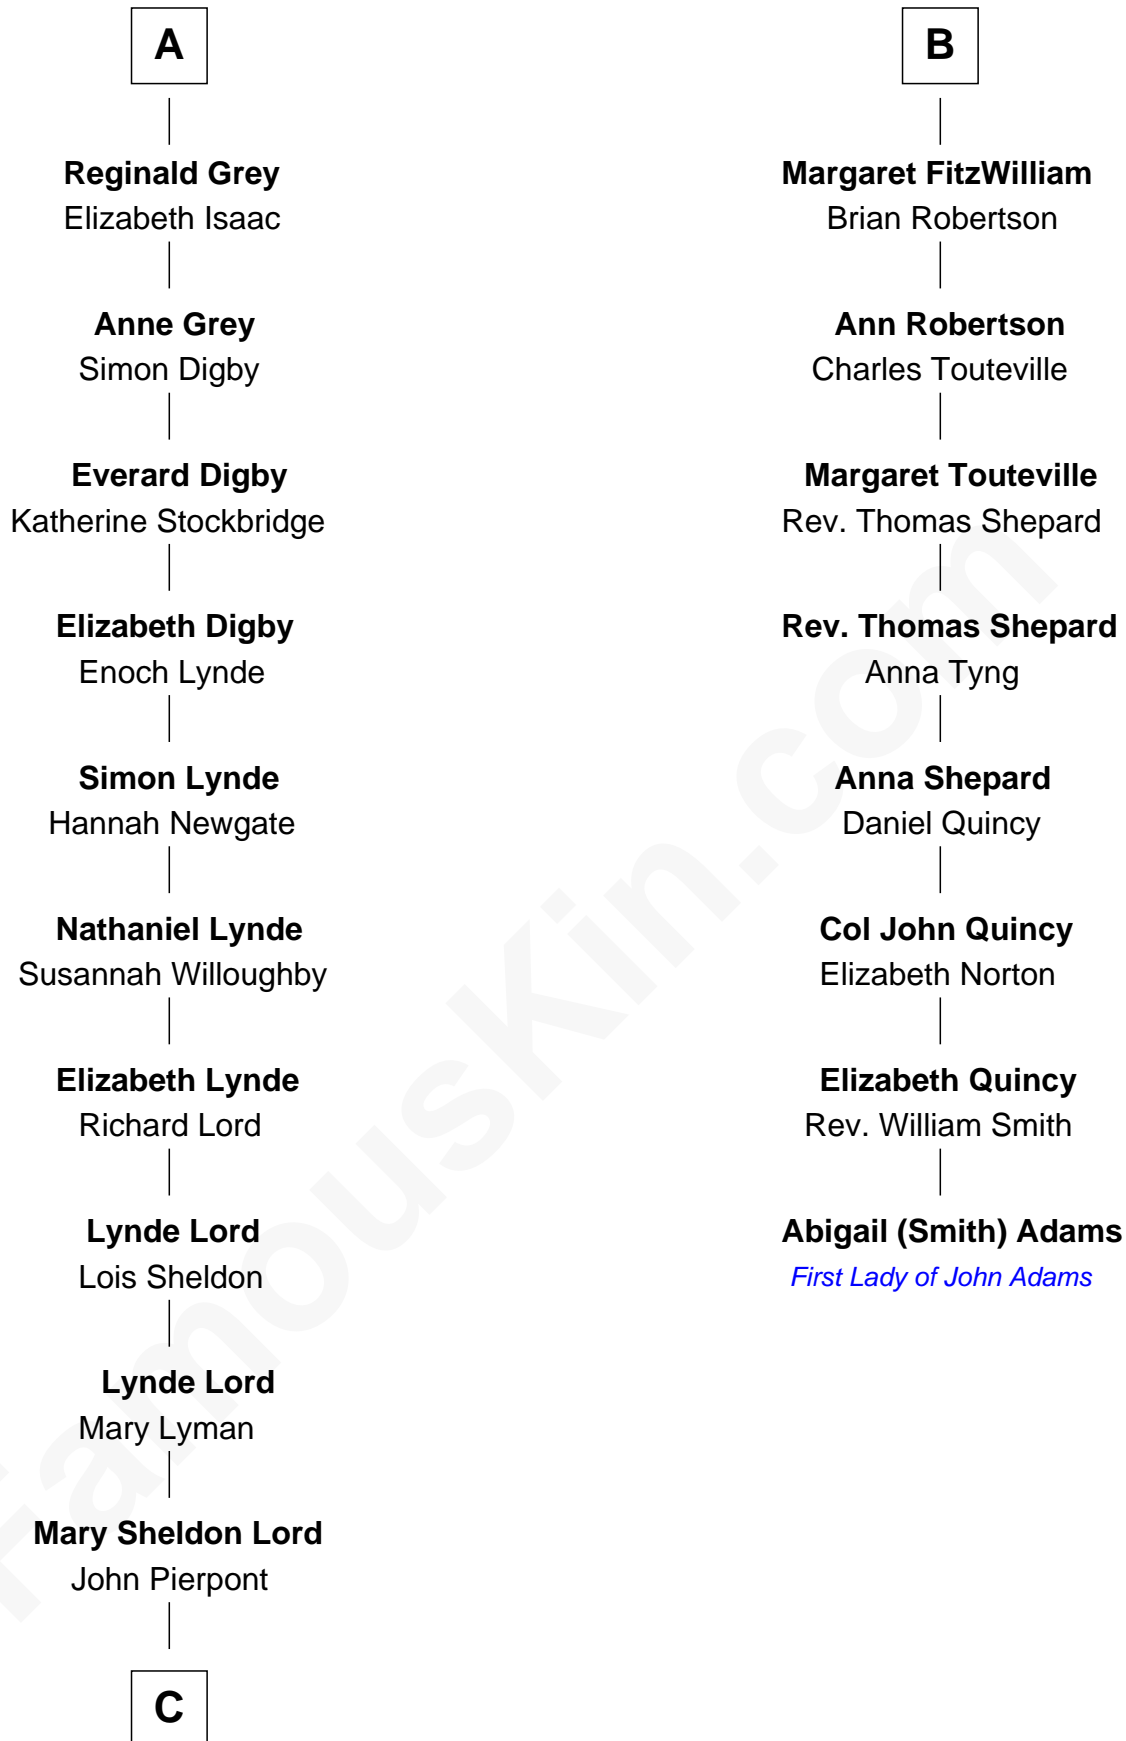 A
Reginald Grey
Elizabeth Isaac
Anne Grey
Simon Digby
Everard Digby
Katherine Stockbridge
Elizabeth Digby
Enoch Lynde
Simon Lynde
Hannah Newgate
Nathaniel Lynde
Susannah Willoughby
Elizabeth Lynde
Richard Lord
Lynde Lord
Lois Sheldon
Lynde Lord
Mary Lyman
Mary Sheldon Lord
John Pierpont
C
B
Margaret FitzWilliam
Brian Robertson
Ann Robertson
Charles Touteville
Margaret Touteville
Rev. Thomas Shepard
Rev. Thomas Shepard
Anna Tyng
Anna Shepard
Daniel Quincy
Col John Quincy
Elizabeth Norton
Elizabeth Quincy
Rev. William Smith
Abigail (Smith) Adams
First Lady of John Adams
FamousKin.com